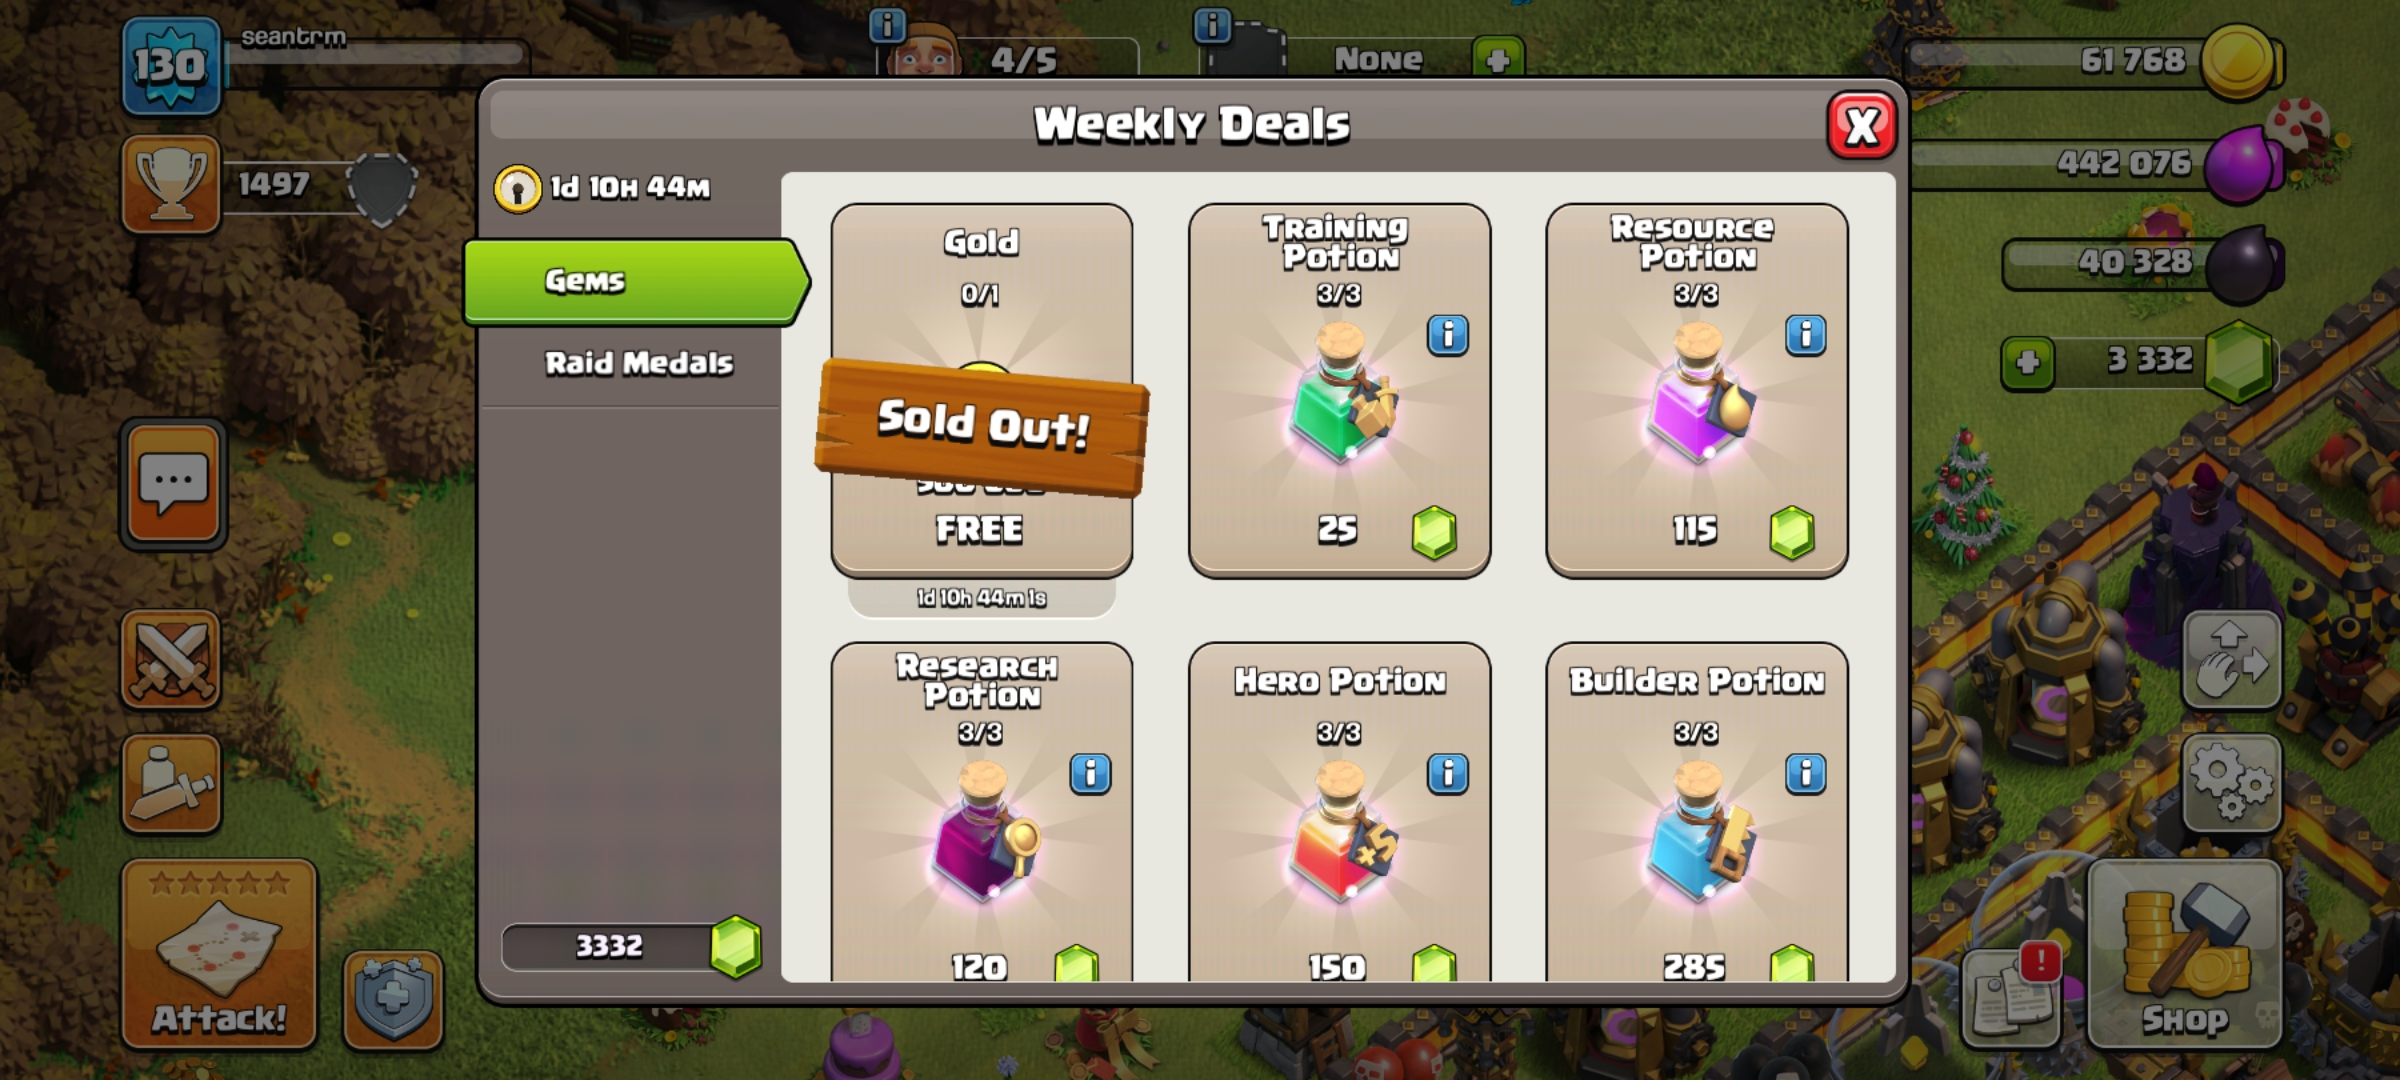 130
seantrm
4/5
None
61 768
1497
442 076
40 328
3 332
Weekly Deals
X
1d 10H 44M
Gems
Raid Medals
3332
Gold
0/1
Sold Out!
FREE
1d 10h 44m 1s
Training
Potion
3/3
25
Resource
Potion
3/3
115
Research
Potion
3/3
120
Hero Potion
3/3
+5
150
Builder Potion
3/3
285
Attack!
!
Shop